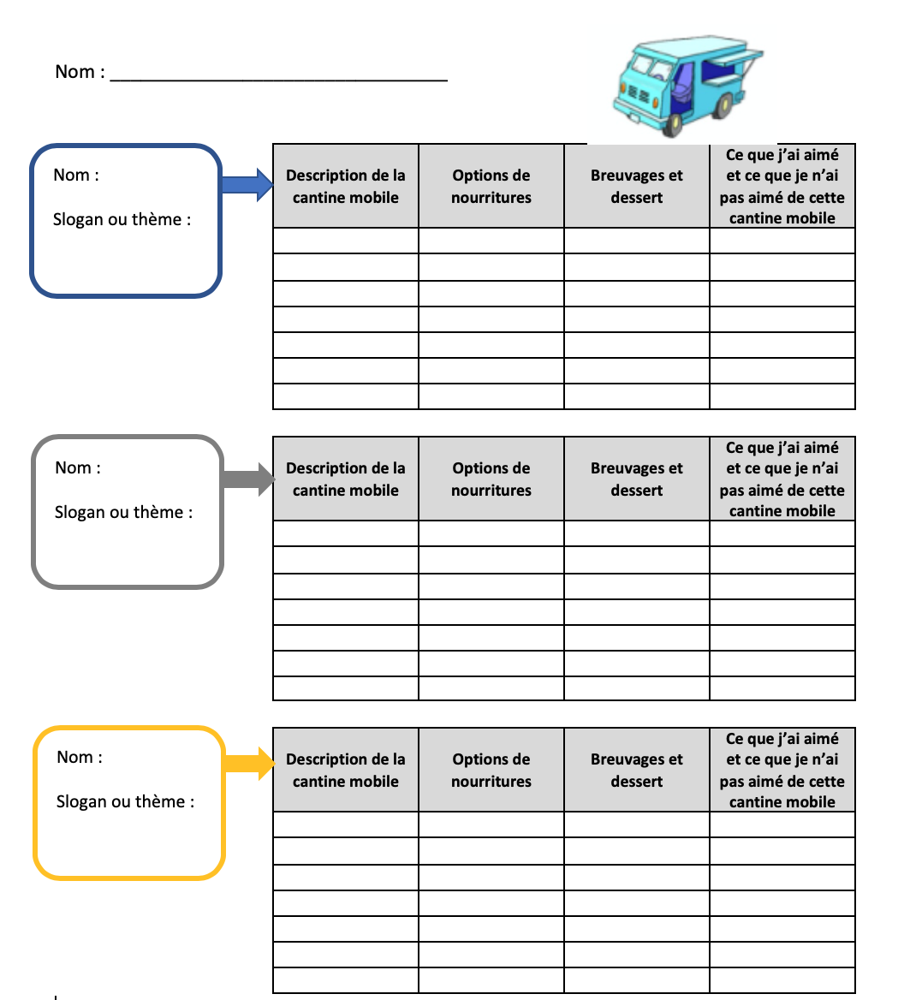 Nom : ___________________________________
Nom :
Slogan ou thème :
Description de la
cantine mobile
Options de
nourritures
Breuvages et
dessert
Ce que j’ai aimé
et ce que je n’ai
pas aimé de cette
cantine mobile
Nom :
Slogan ou thème :
Description de la
cantine mobile
Options de
nourritures
Breuvages et
dessert
Ce que j’ai aimé
et ce que je n’ai
pas aimé de cette
cantine mobile
Nom :
Slogan ou thème :
Description de la
cantine mobile
Options de
nourritures
Breuvages et
dessert
Ce que j’ai aimé
et ce que je n’ai
pas aimé de cette
cantine mobile